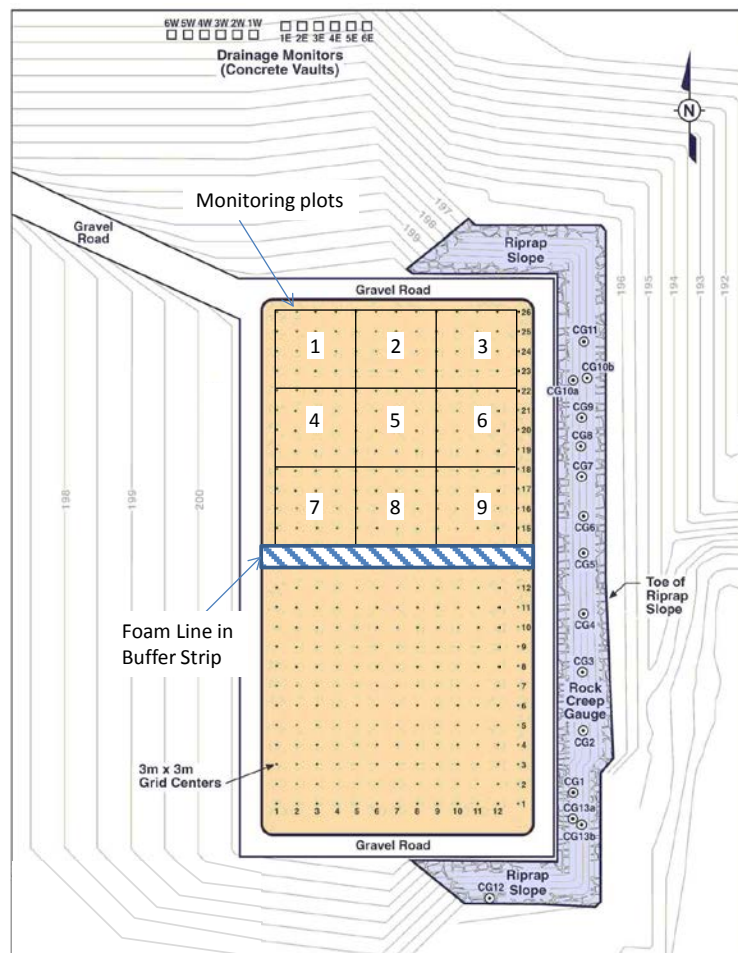 6W 5W 4W 3W 2W 1W
1E 2E 3E 4E 5E 6E
Drainage Monitors
(Concrete Vaults)
N
Monitoring plots
Gravel
Road
197
198
199
Riprap
Slope
196
195
194
193
192
Gravel Road
26
25
24
23
22
21
20
19
18
17
16
15
1
2
3
4
5
6
7
8
9
CG11
CG10b
CG10a
CG9
CG8
CG7
CG6
CG5
198
199
200
Toe of
Riprap
Slope
Foam Line in
Buffer Strip
12
11
10
9
8
7
6
5
4
3
2
1
CG4
CG3
Rock
Creep
Gauge
CG2
3m x 3m
Grid Centers
CG1
CG13a
CG13b
1 2 3 4 5 6 7 8 9 10 11 12
Gravel Road
Riprap
Slope
CG12